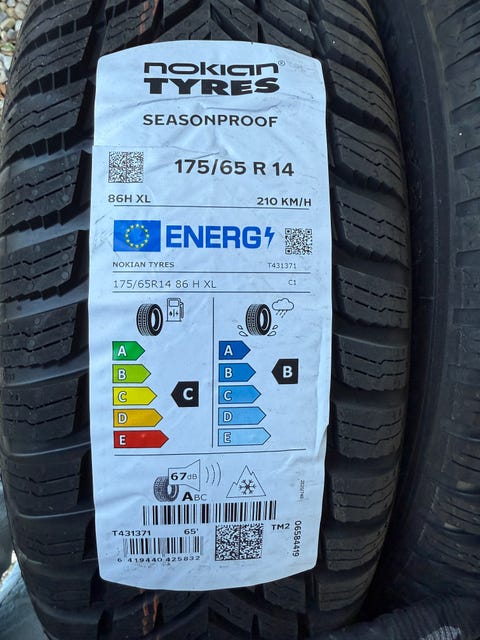 nokian®
TYRES
SEASONPROOF
175/65 R 14
86H XL 210 KM/H
ENERG
NOKIAN TYRES T431371
175/65R14 86 H XL C1
A A
B B
B
C C
C
D D
E E
67dB
ABC
T431371 65' TM2
06584419
6 419440 425832